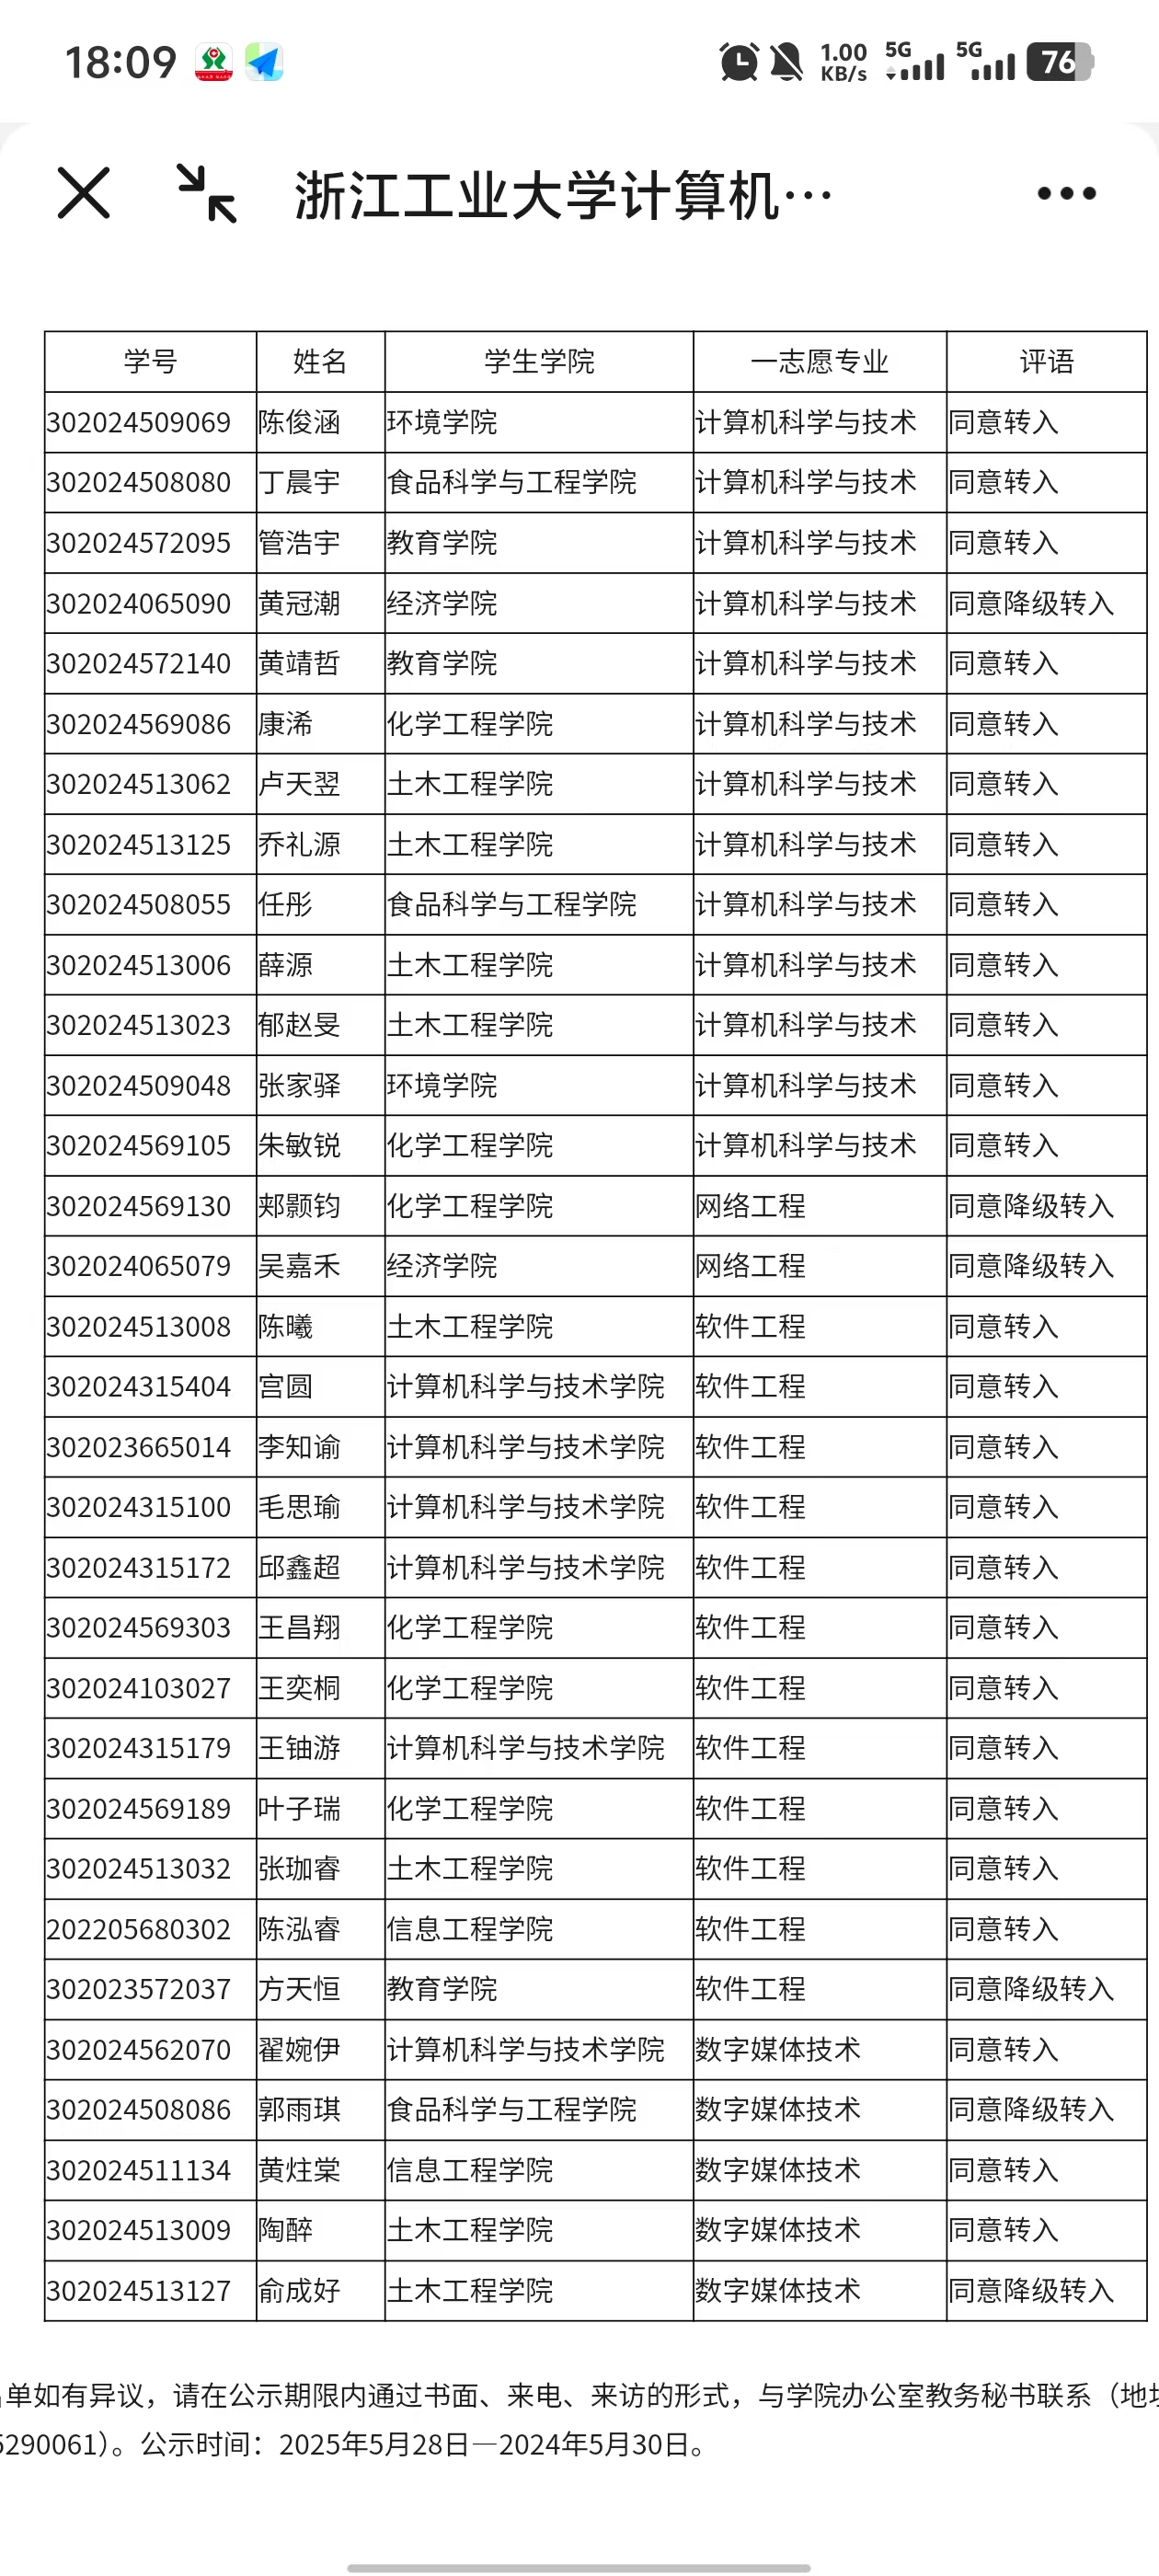 18:09
1.00
KB/s
5G
5G
76
浙江工业大学计算机…
学号 姓名 学生学院 一志愿专业 评语
302024509069 陈俊涵 环境学院 计算机科学与技术 同意转入
302024508080 丁晨宇 食品科学与工程学院 计算机科学与技术 同意转入
302024572095 管浩宇 教育学院 计算机科学与技术 同意转入
302024065090 黄冠潮 经济学院 计算机科学与技术 同意降级转入
302024572140 黄靖哲 教育学院 计算机科学与技术 同意转入
302024569086 康浠 化学工程学院 计算机科学与技术 同意转入
302024513062 卢天翌 土木工程学院 计算机科学与技术 同意转入
302024513125 乔礼源 土木工程学院 计算机科学与技术 同意转入
302024508055 任彤 食品科学与工程学院 计算机科学与技术 同意转入
302024513006 薛源 土木工程学院 计算机科学与技术 同意转入
302024513023 郁赵旻 土木工程学院 计算机科学与技术 同意转入
302024509048 张家驿 环境学院 计算机科学与技术 同意转入
302024569105 朱敏锐 化学工程学院 计算机科学与技术 同意转入
302024569130 郏颢钧 化学工程学院 网络工程 同意降级转入
302024065079 吴嘉禾 经济学院 网络工程 同意降级转入
302024513008 陈曦 土木工程学院 软件工程 同意转入
302024315404 宫圆 计算机科学与技术学院 软件工程 同意转入
302023665014 李知谕 计算机科学与技术学院 软件工程 同意转入
302024315100 毛思瑜 计算机科学与技术学院 软件工程 同意转入
302024315172 邱鑫超 计算机科学与技术学院 软件工程 同意转入
302024569303 王昌翔 化学工程学院 软件工程 同意转入
302024103027 王奕桐 化学工程学院 软件工程 同意转入
302024315179 王铀游 计算机科学与技术学院 软件工程 同意转入
302024569189 叶子瑞 化学工程学院 软件工程 同意转入
302024513032 张珈睿 土木工程学院 软件工程 同意转入
202205680302 陈泓睿 信息工程学院 软件工程 同意转入
302023572037 方天恒 教育学院 软件工程 同意降级转入
302024562070 翟婉伊 计算机科学与技术学院 数字媒体技术 同意转入
302024508086 郭雨琪 食品科学与工程学院 数字媒体技术 同意降级转入
302024511134 黄炷棠 信息工程学院 数字媒体技术 同意转入
302024513009 陶醉 土木工程学院 数字媒体技术 同意转入
302024513127 俞成好 土木工程学院 数字媒体技术 同意降级转入
单如有异议，请在公示期限内通过书面、来电、来访的形式，与学院办公室教务秘书联系（地
5290061）。公示时间：2025年5月28日—2024年5月30日。